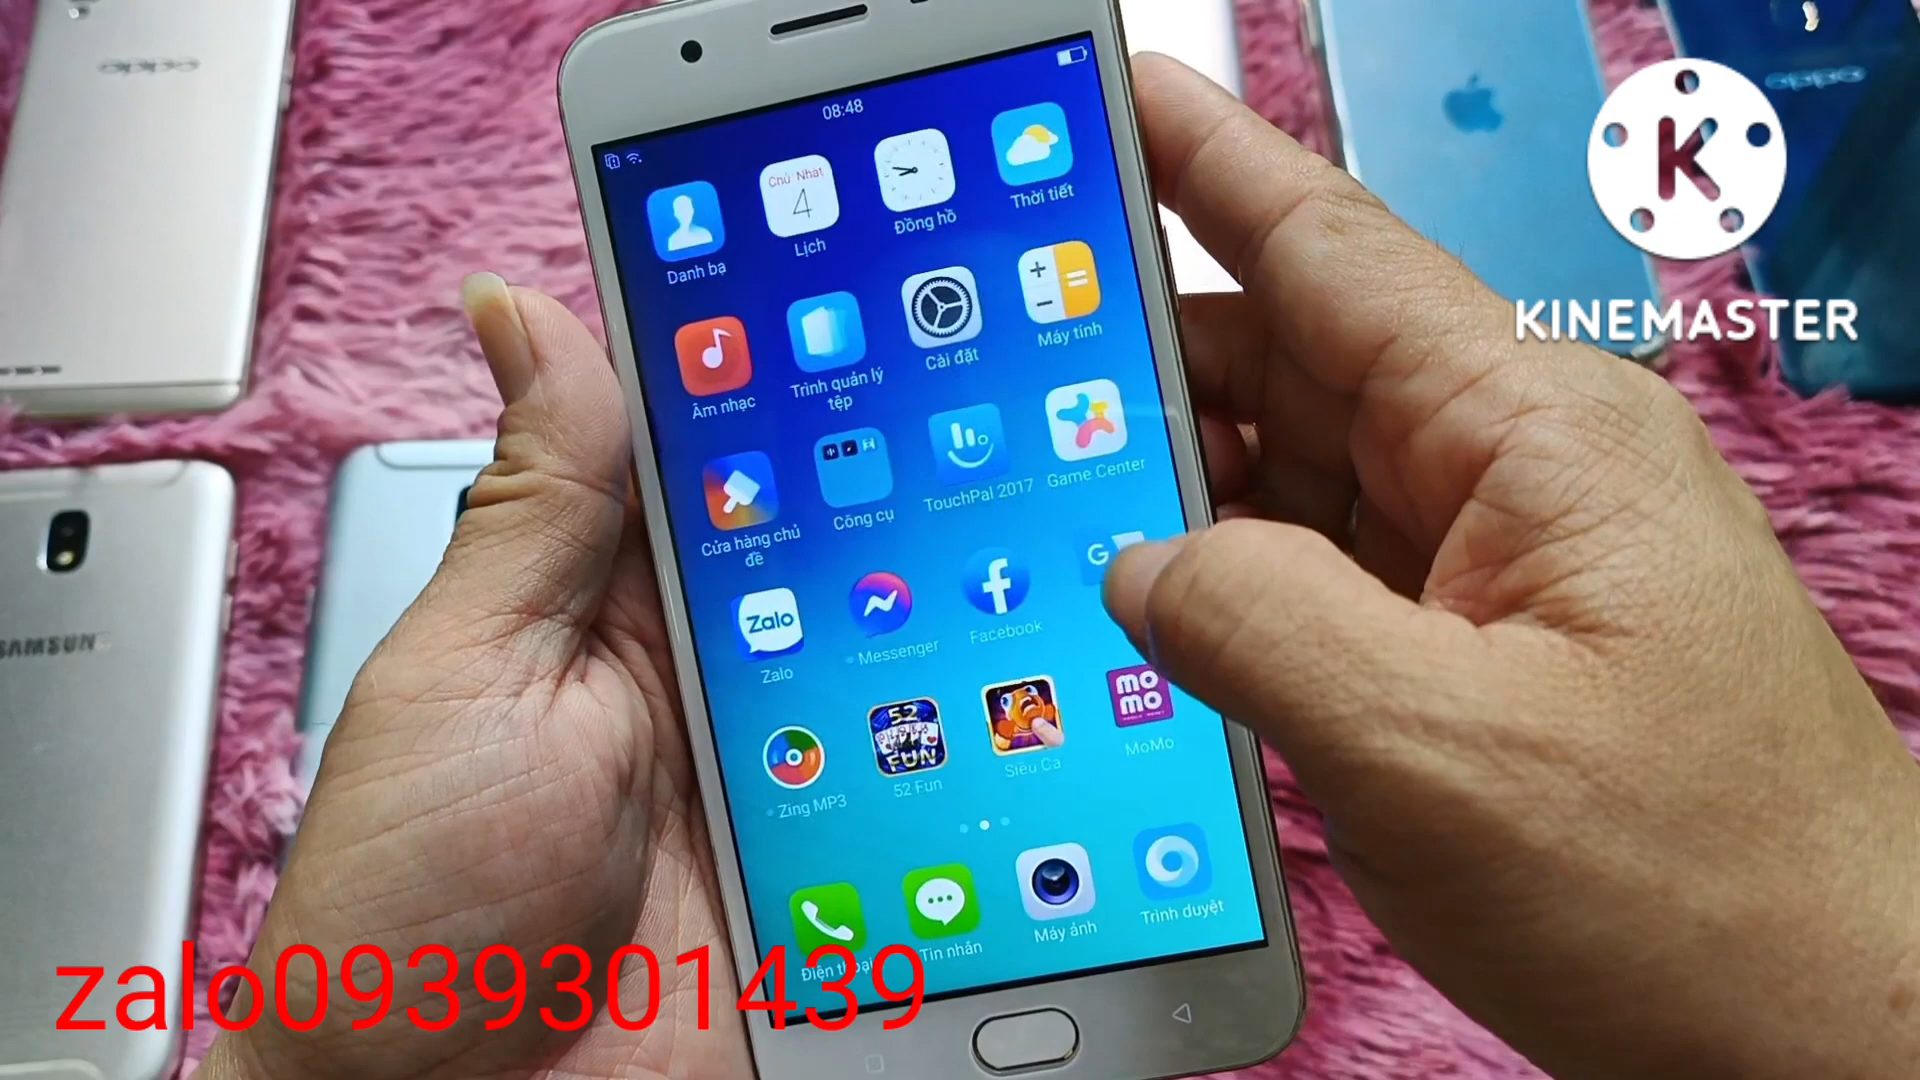 oppo
oppo
08:48
Chủ Nhật
4
Danh bạ
Lịch
Đồng hồ
Thời tiết
Âm nhạc
Trình quản lý
tệp
Cài đặt
Máy tính
Cửa hàng chủ
đề
Công cụ
TouchPal 2017
Game Center
Zalo
Zalo
Messenger
Facebook
G
52
FUN
mo
mo
Zing MP3
52 Fun
Siêu Cá
MoMo
Điện thoại
Tin nhắn
Máy ảnh
Trình duyệt
SAMSUNG
K
KINEMASTER
zalo0939301439